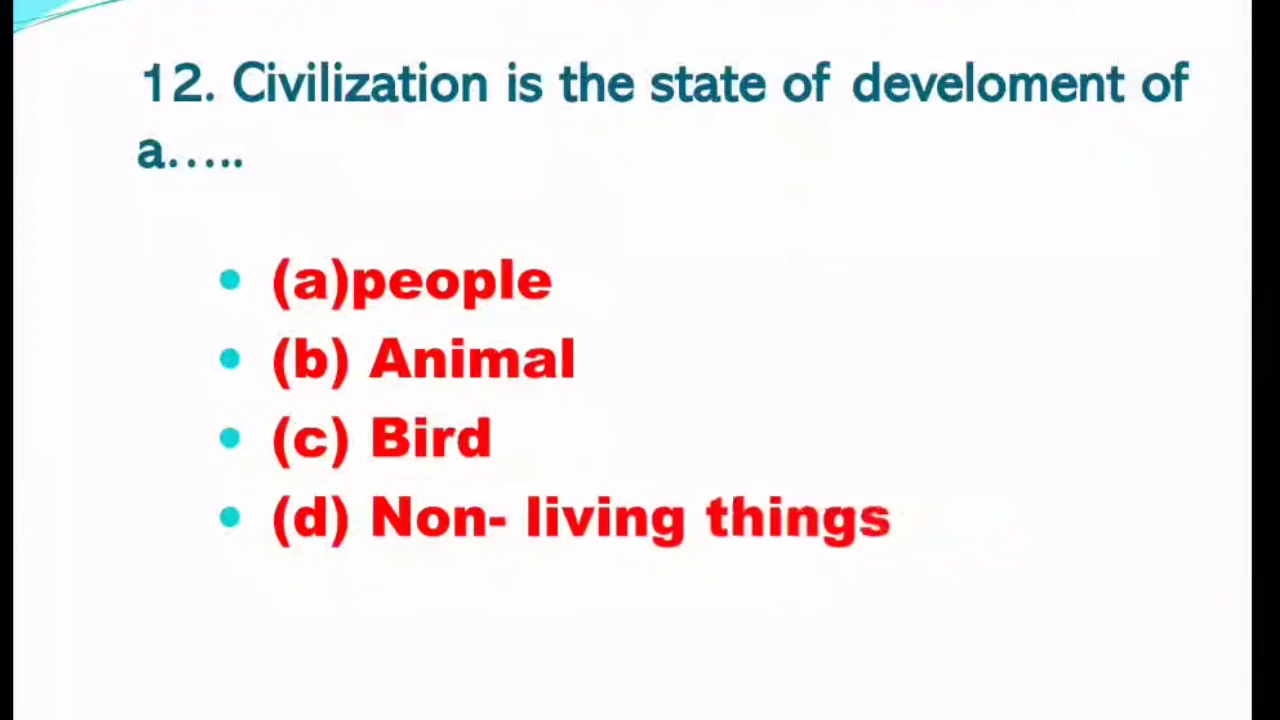 12. Civilization is the state of develoment of
a.....
• (a)people
• (b) Animal
• (c) Bird
• (d) Non- living things